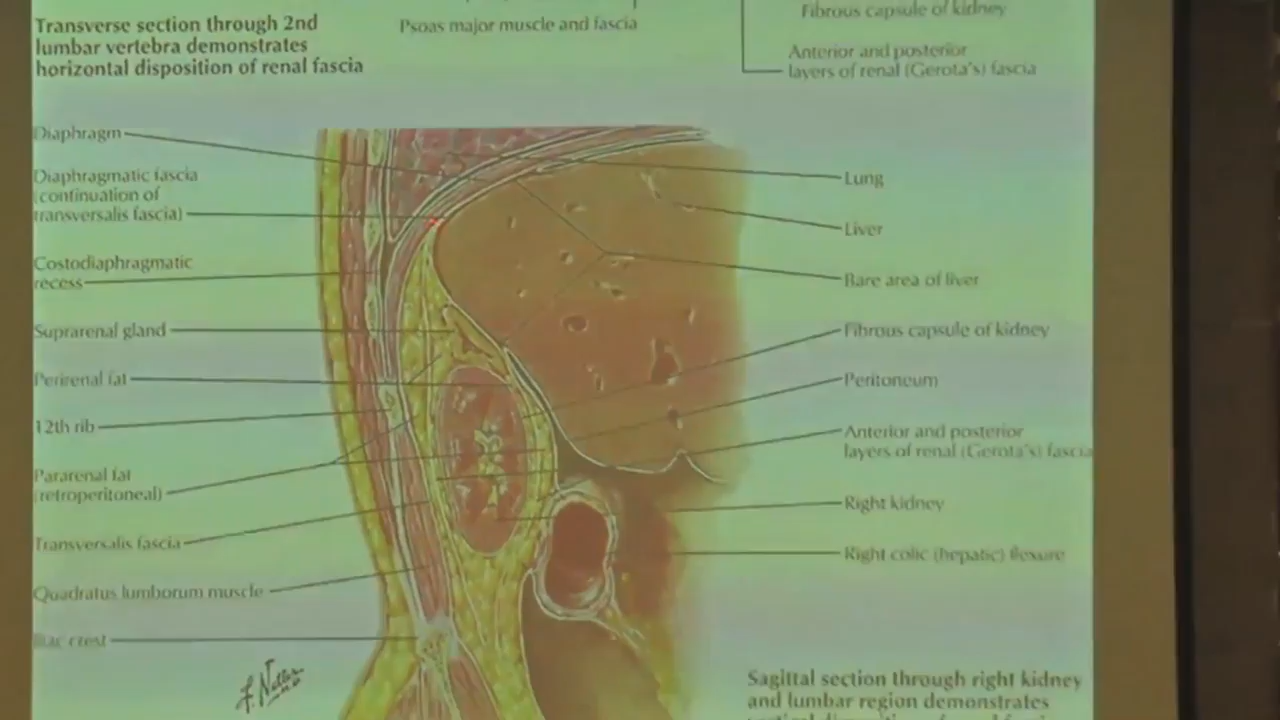 Transverse section through 2nd
lumbar vertebra demonstrates
horizontal disposition of renal fascia
Psoas major muscle and fascia
Fibrous capsule of kidney
Anterior and posterior
layers of renal (Gerota's) fascia
Diaphragm
Diaphragmatic fascia
(continuation of
transversalis fascia)
Costodiaphragmatic
recess
Suprarenal gland
Perirenal fat
12th rib
Pararenal fat
(retroperitoneal)
Transversalis fascia
Quadratus lumborum muscle
Iliac crest
Lung
Liver
Bare area of liver
Fibrous capsule of kidney
Peritoneum
Anterior and posterior
layers of renal (Gerota's) fascia
Right kidney
Right colic (hepatic) flexure
F. Netter
Sagittal section through right kidney
and lumbar region demonstrates